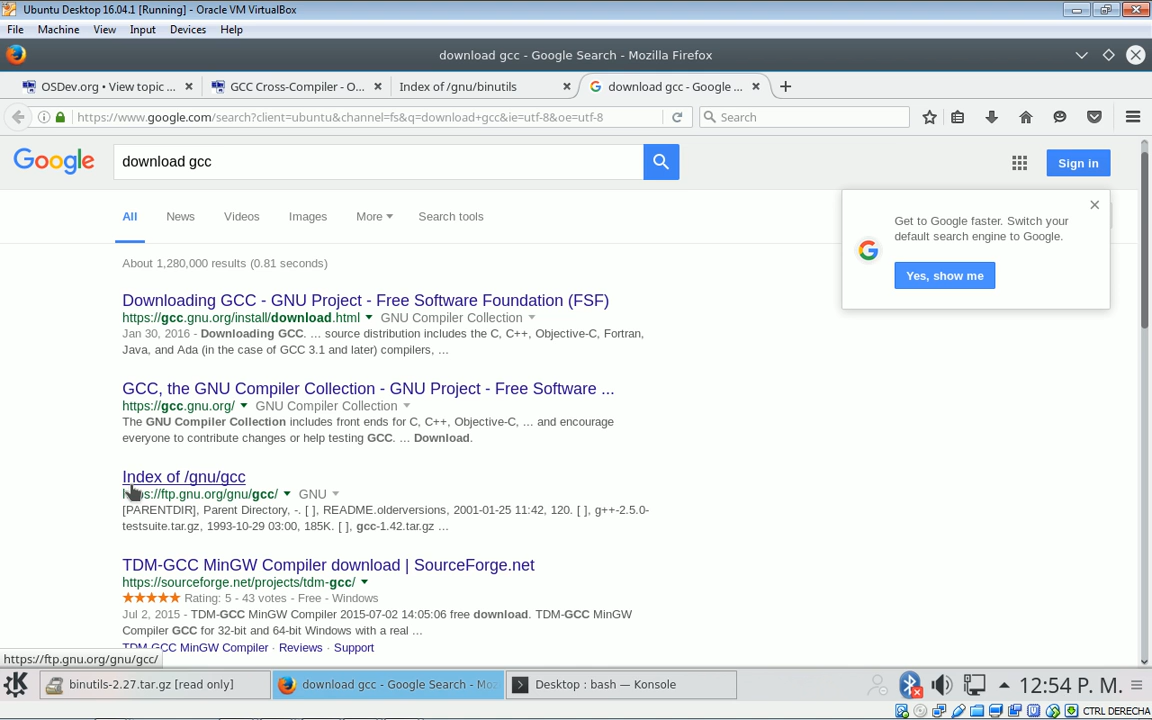 Ubuntu Desktop 16.04.1 [Running] - Oracle VM VirtualBox
File Machine View Input Devices Help
download gcc - Google Search - Mozilla Firefox
OSDev.org • View topic ...
GCC Cross-Compiler - O...
Index of /gnu/binutils
download gcc - Google ...
https://www.google.com/search?client=ubuntu&channel=fs&q=download+gcc&ie=utf-8&oe=utf-8
Search
Google
download gcc
Sign in
All News Videos Images More Search tools
Get to Google faster. Switch your
default search engine to Google.
Yes, show me
About 1,280,000 results (0.81 seconds)
Downloading GCC - GNU Project - Free Software Foundation (FSF)
https://gcc.gnu.org/install/download.html GNU Compiler Collection
Jan 30, 2016 - Downloading GCC. ... source distribution includes the C, C++, Objective-C, Fortran,
Java, and Ada (in the case of GCC 3.1 and later) compilers, ...
GCC, the GNU Compiler Collection - GNU Project - Free Software ...
https://gcc.gnu.org/ GNU Compiler Collection
The GNU Compiler Collection includes front ends for C, C++, Objective-C, ... and encourage
everyone to contribute changes or help testing GCC. ... Download.
Index of /gnu/gcc
https://ftp.gnu.org/gnu/gcc/ GNU
[PARENTDIR], Parent Directory, -. [ ], README.olderversions, 2001-01-25 11:42, 120. [ ], g++-2.5.0-
testsuite.tar.gz, 1993-10-29 03:00, 185K. [ ], gcc-1.42.tar.gz ...
TDM-GCC MinGW Compiler download | SourceForge.net
https://sourceforge.net/projects/tdm-gcc/
Rating: 5 - 43 votes - Free - Windows
Jul 2, 2015 - TDM-GCC MinGW Compiler 2015-07-02 14:05:06 free download. TDM-GCC MinGW
Compiler GCC for 32-bit and 64-bit Windows with a real ...
TDM-GCC MinGW Compiler · Reviews · Support
https://ftp.gnu.org/gnu/gcc/
binutils-2.27.tar.gz [read only]
download gcc - Google Search - Moz
Desktop : bash — Konsole
12:54 P. M.
CTRL DERECHA